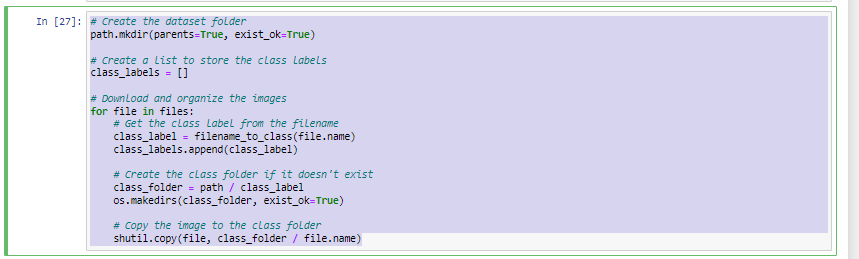 In [27]: # Create the dataset folder
path.mkdir(parents=True, exist_ok=True)
# Create a list to store the class labels
class_labels = []
# Download and organize the images
for file in files:
# Get the class label from the filename
class_label = filename_to_class(file.name)
class_labels.append(class_label)
# Create the class folder if it doesn't exist
class_folder = path / class_label
os.makedirs(class_folder, exist_ok=True)
# Copy the image to the class folder
shutil.copy(file, class_folder / file.name)